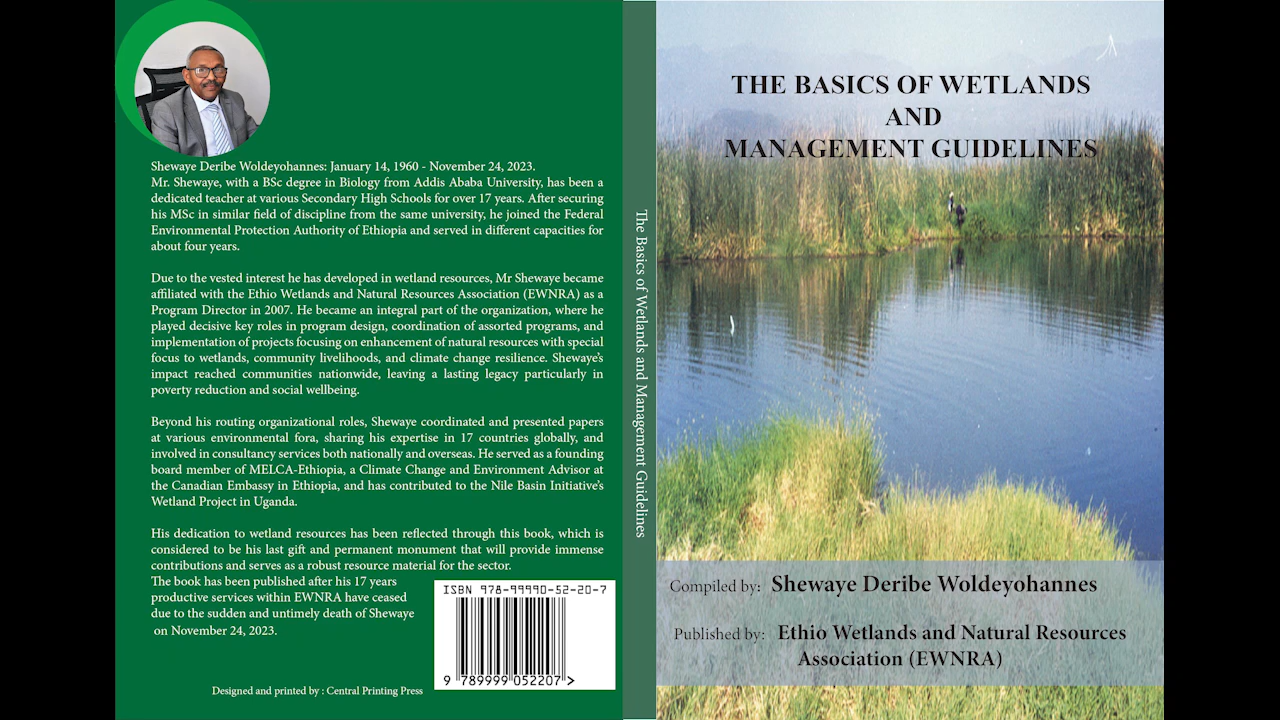 Shewaye Deribe Woldeyohannes: January 14, 1960 - November 24, 2023.
Mr. Shewaye, with a BSc degree in Biology from Addis Ababa University, has been a
dedicated teacher at various Secondary High Schools for over 17 years. After securing
his MSc in similar field of discipline from the same university, he joined the Federal
Environmental Protection Authority of Ethiopia and served in different capacities for
about four years.
Due to the vested interest he has developed in wetland resources, Mr Shewaye became
affiliated with the Ethio Wetlands and Natural Resources Association (EWNRA) as a
Program Director in 2007. He became an integral part of the organization, where he
played decisive key roles in program design, coordination of assorted programs, and
implementation of projects focusing on enhancement of natural resources with special
focus to wetlands, community livelihoods, and climate change resilience. Shewaye's
impact reached communities nationwide, leaving a lasting legacy particularly in
poverty reduction and social wellbeing.
Beyond his routing organizational roles, Shewaye coordinated and presented papers
at various environmental fora, sharing his expertise in 17 countries globally, and
involved in consultancy services both nationally and overseas. He served as a founding
board member of MELCA-Ethiopia, a Climate Change and Environment Advisor at
the Canadian Embassy in Ethiopia, and has contributed to the Nile Basin Initiative's
Wetland Project in Uganda.
His dedication to wetland resources has been reflected through this book, which is
considered to be his last gift and permanent monument that will provide immense
contributions and serves as a robust resource material for the sector.
The book has been published after his 17 years
productive services within EWNRA have ceased
due to the sudden and untimely death of Shewaye
on November 24, 2023.
ISBN 978-99990-52-20-7
9 789999 052207 >
Designed and printed by : Central Printing Press
The Basics of Wetlands and Management Guidelines
THE BASICS OF WETLANDS
AND
MANAGEMENT GUIDELINES
Compiled by: Shewaye Deribe Woldeyohannes
Published by: Ethio Wetlands and Natural Resources
Association (EWNRA)